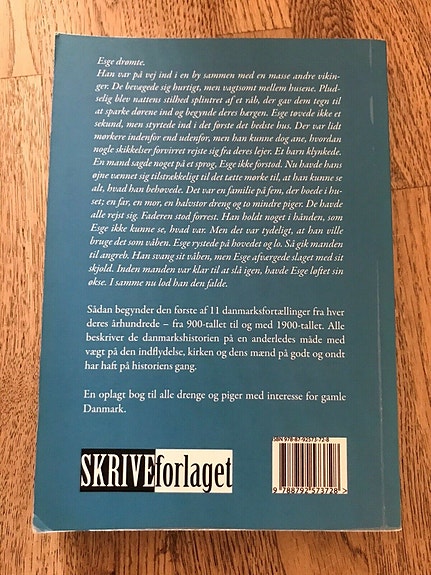 Esge drømte.
Han var på vej ind i en by sammen med en masse andre vikin-
ger. De bevægede sig hurtigt, men vagtsomt mellem husene. Plud-
selig blev nattens stilhed splintret af et råb, der gav dem tegn til
at sparke dørene ind og begynde deres hærgen. Esge tøvede ikke et
sekund, men styrtede ind i det første det bedste hus. Der var lidt
mørkere indenfor end udenfor, men han kunne dog ane, hvordan
nogle skikkelser forvirret rejste sig fra deres lejer. Et barn klynkede.
En mand sagde noget på et sprog, Esge ikke forstod. Nu havde hans
øjne vænnet sig tilstrækkeligt til det tætte mørke til, at han kunne se
alt, hvad han behøvede. Det var en familie på fem, der boede i hu-
set; en far, en mor, en halvstor dreng og to mindre piger. De havde
alle rejst sig. Faderen stod forrest. Han holdt noget i hånden, som
Esge ikke kunne se, hvad var. Men det var tydeligt, at han ville
bruge det som våben. Esge rystede på hovedet og lo. Så gik manden
til angreb. Han svang sit våben, men Esge afværgede slaget med sit
skjold. Inden manden var klar til at slå igen, havde Esge løftet sin
økse. I samme nu lod han den falde.
Sådan begynder den første af 11 danmarksfortællinger fra hver
deres århundrede – fra 900-tallet til og med 1900-tallet. Alle
beskriver de danmarkshistorien på en anderledes måde med
vægt på den indflydelse, kirken og dens mænd på godt og ondt
har haft på historiens gang.
En oplagt bog til alle drenge og piger med interesse for gamle
Danmark.
SKRIVEforlaget
ISBN 978-87-92573-72-8
9 788792 573728 >